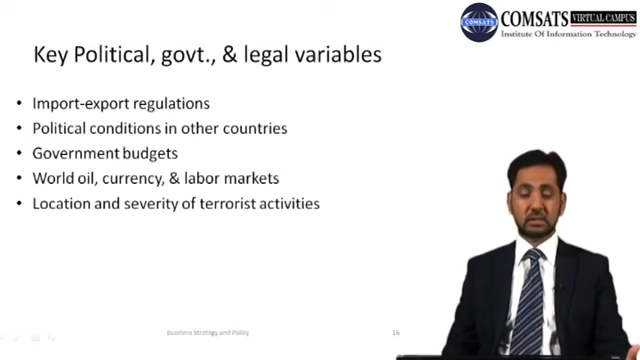 COMSATS VIRTUAL CAMPUS
Institute Of Information Technology
Key Political, govt., & legal variables
• Import-export regulations
• Political conditions in other countries
• Government budgets
• World oil, currency, & labor markets
• Location and severity of terrorist activities
Business Strategy and Policy
16